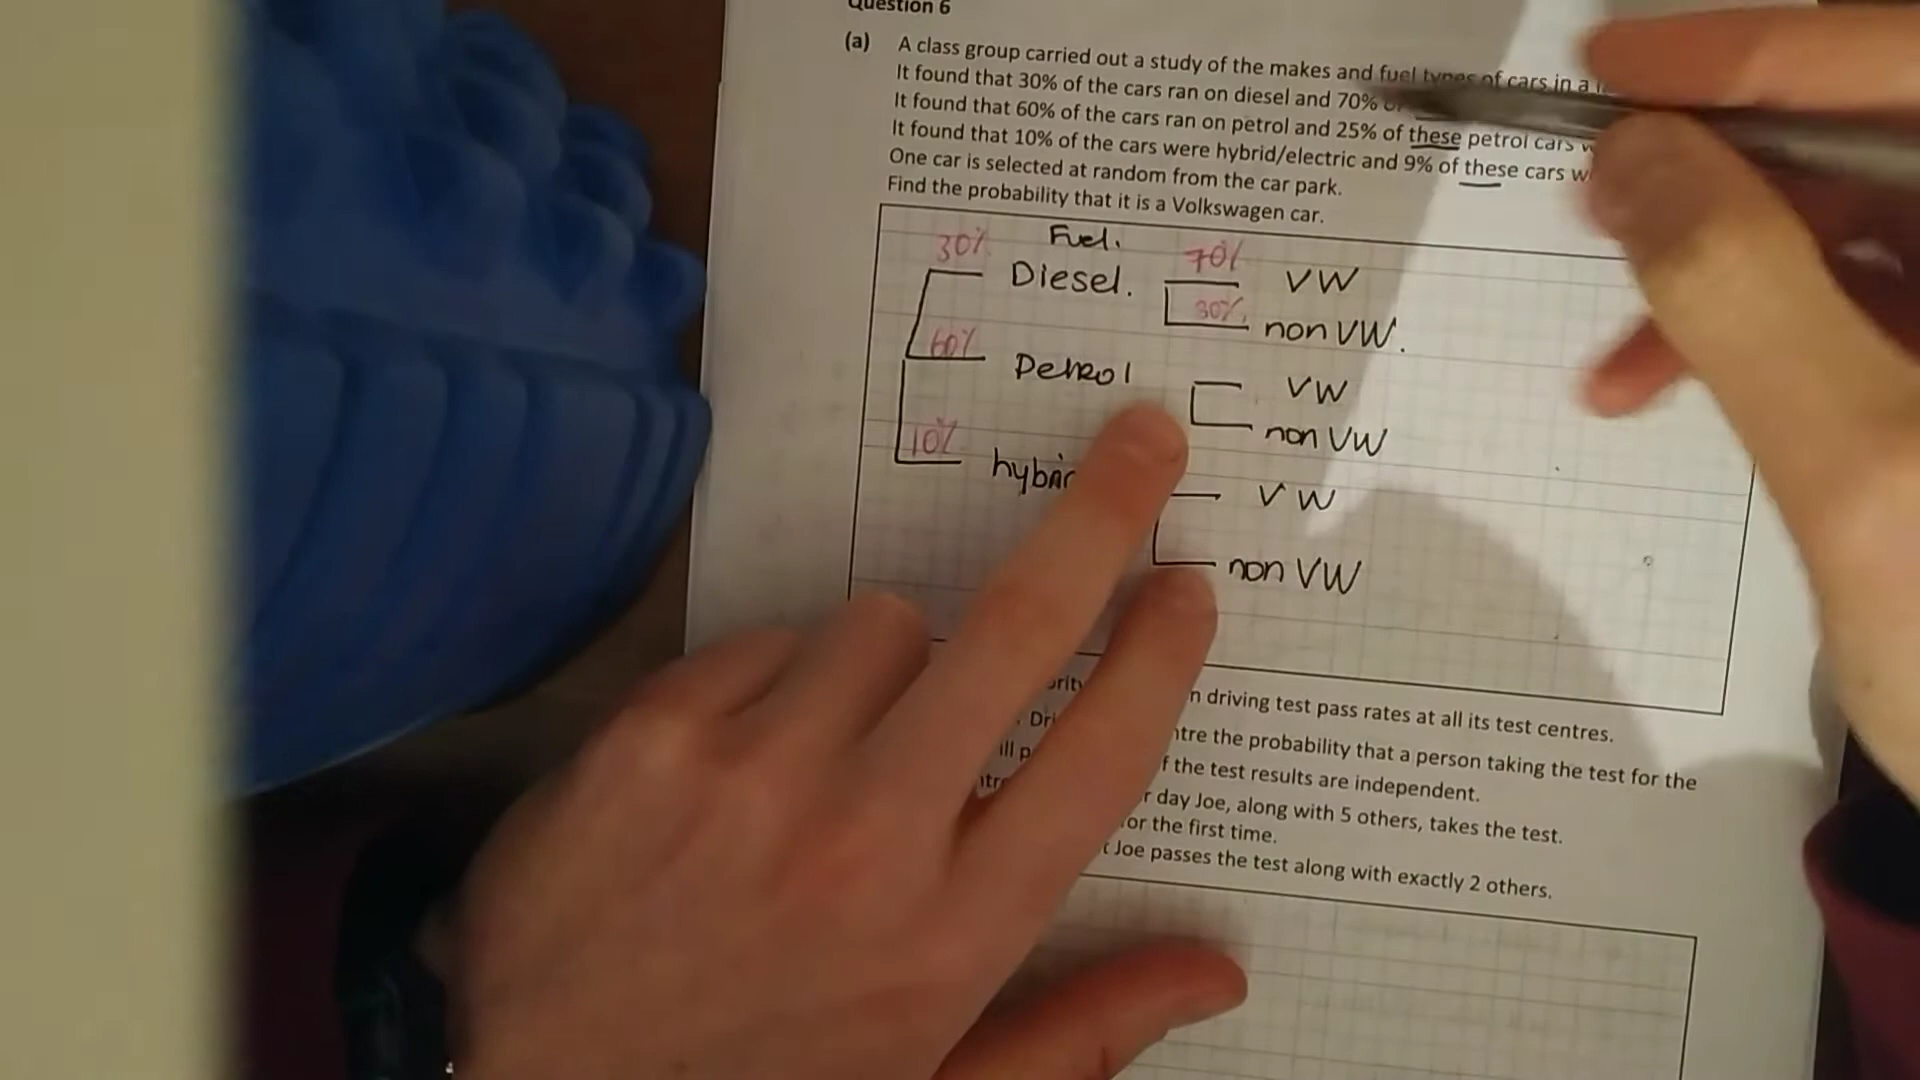 Question 6
(a) A class group carried out a study of the makes and fuel types of cars in a
It found that 30% of the cars ran on diesel and 70%
It found that 60% of the cars ran on petrol and 25% of these petrol cars
It found that 10% of the cars were hybrid/electric and 9% of these cars
One car is selected at random from the car park.
Find the probability that it is a Volkswagen car.
Fuel.
30% Diesel. 70% VW
30% non VW.
60% Petrol VW
non VW
10% VW
non VW
driving test pass rates at all its test centres.
the probability that a person taking the test for the
the test results are independent.
day Joe, along with 5 others, takes the test.
for the first time.
Joe passes the test along with exactly 2 others.